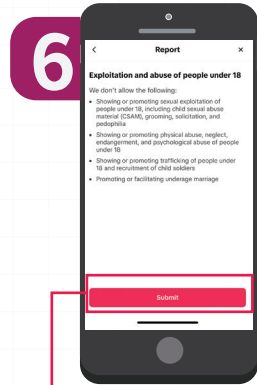 6
Report
Exploitation and abuse of people under 18
We don't allow the following:
• Showing or promoting sexual exploitation of
people under 18, including child sexual abuse
material (CSAM), grooming, solicitation, and
pedophilia
• Showing or promoting physical abuse, neglect,
endangerment, and psychological abuse of people
under 18
• Showing or promoting trafficking of people under
18 and recruitment of child soldiers
• Promoting or facilitating underage marriage
Submit